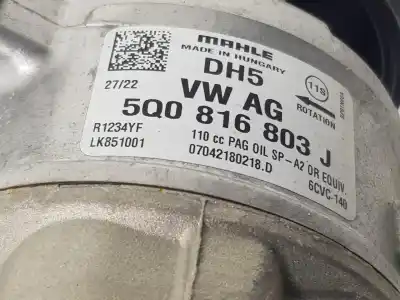 MAHLE
MADE IN HUNGARY
DH5
27/22
VW AG
11S
ROTATION
5Q0 816 803 J
R1234YF
110 cc PAG OIL SP-A2 OR EQUIV.
LK851001
07042180218.D
6CVC-140